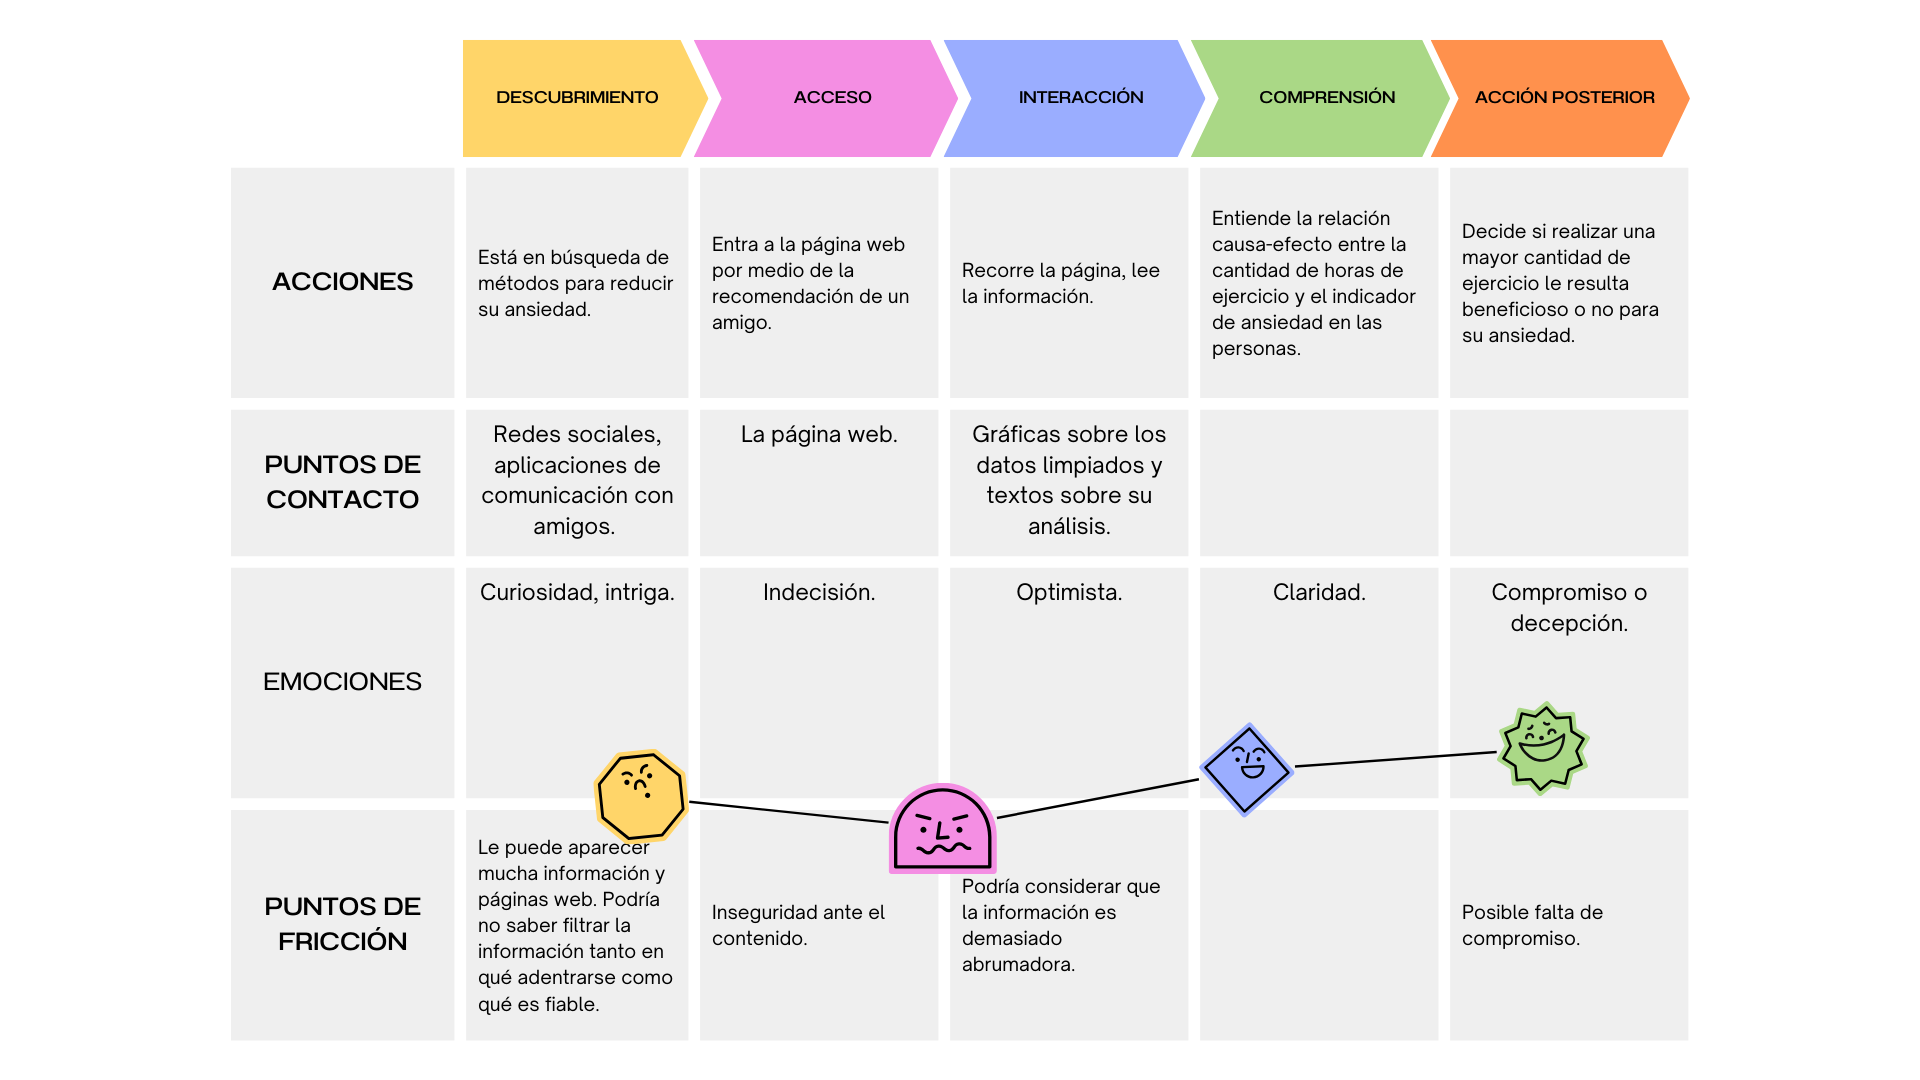 DESCUBRIMIENTO
ACCESO
INTERACCIÓN
COMPRENSIÓN
ACCIÓN POSTERIOR
ACCIONES
Está en búsqueda de
métodos para reducir
su ansiedad.
Entra a la página web
por medio de la
recomendación de un
amigo.
Recorre la página, lee
la información.
Entiende la relación
causa-efecto entre la
cantidad de horas de
ejercicio y el indicador
de ansiedad en las
personas.
Decide si realizar una
mayor cantidad de
ejercicio le resulta
beneficioso o no para
su ansiedad.
PUNTOS DE
CONTACTO
Redes sociales,
aplicaciones de
comunicación con
amigos.
La página web.
Gráficas sobre los
datos limpiados y
textos sobre su
análisis.
EMOCIONES
Curiosidad, intriga.
Indecisión.
Optimista.
Claridad.
Compromiso o
decepción.
PUNTOS DE
FRICCIÓN
Le puede aparecer
mucha información y
páginas web. Podría
no saber filtrar la
información tanto en
qué adentrarse como
qué es fiable.
Inseguridad ante el
contenido.
Podría considerar que
la información es
demasiado
abrumadora.
Posible falta de
compromiso.